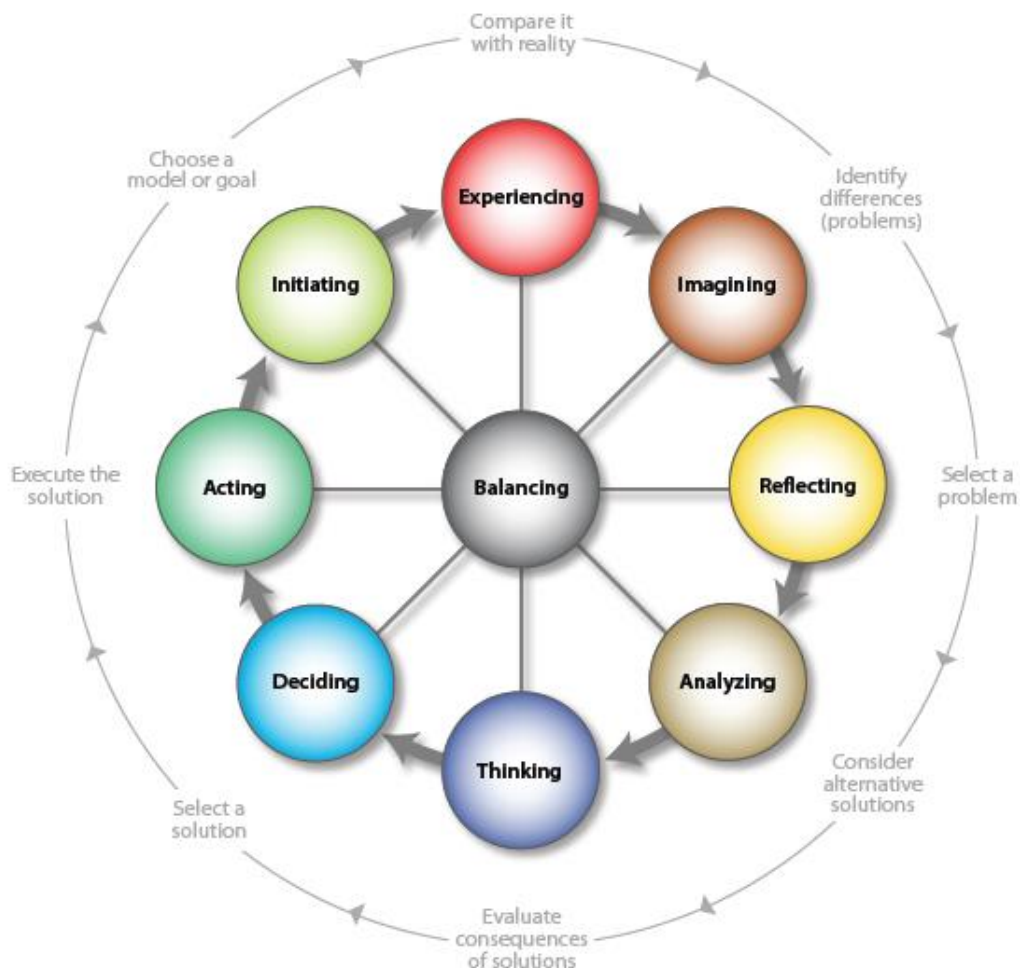 Compare it
with reality
Choose a
model or goal
Experiencing
Identify
differences
(problems)
Initiating
Imagining
Execute the
solution
Acting
Balancing
Reflecting
Select a
problem
Deciding
Analyzing
Thinking
Select a
solution
Consider
alternative
solutions
Evaluate
consequences
of solutions